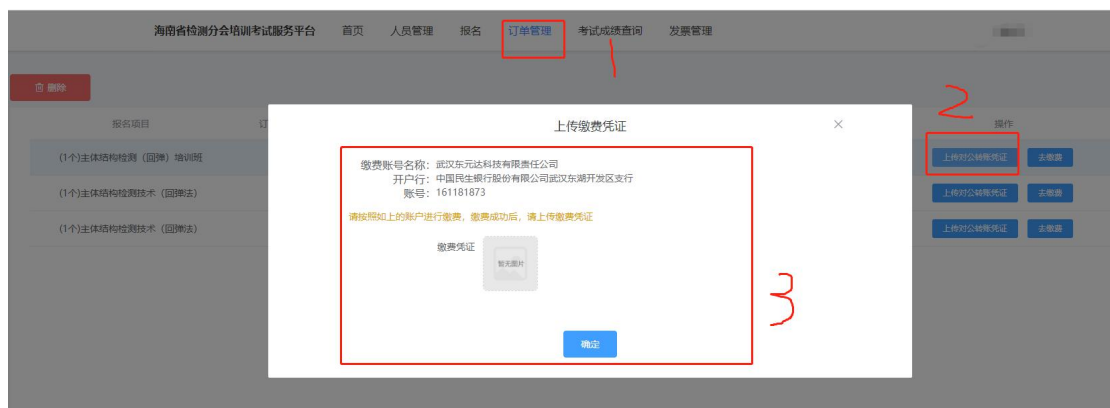 海南省检测分会培训考试服务平台 首页 人员管理 报名 订单管理 考试成绩查询 发票管理
1
删除
2
报名项目 订 操作
上传缴费凭证
(1个)主体结构检测（回弹）培训班 上传对公转账凭证 去缴费
缴费账号名称：武汉东元达科技有限责任公司
开户行：中国民生银行股份有限公司武汉东湖开发区支行
账号：161181873
(1个)主体结构检测技术（回弹法） 上传对公转账凭证 去缴费
请按照如上的账户进行缴费，缴费成功后，请上传缴费凭证
(1个)主体结构检测技术（回弹法） 上传对公转账凭证 去缴费
缴费凭证
暂无图片
3
确定